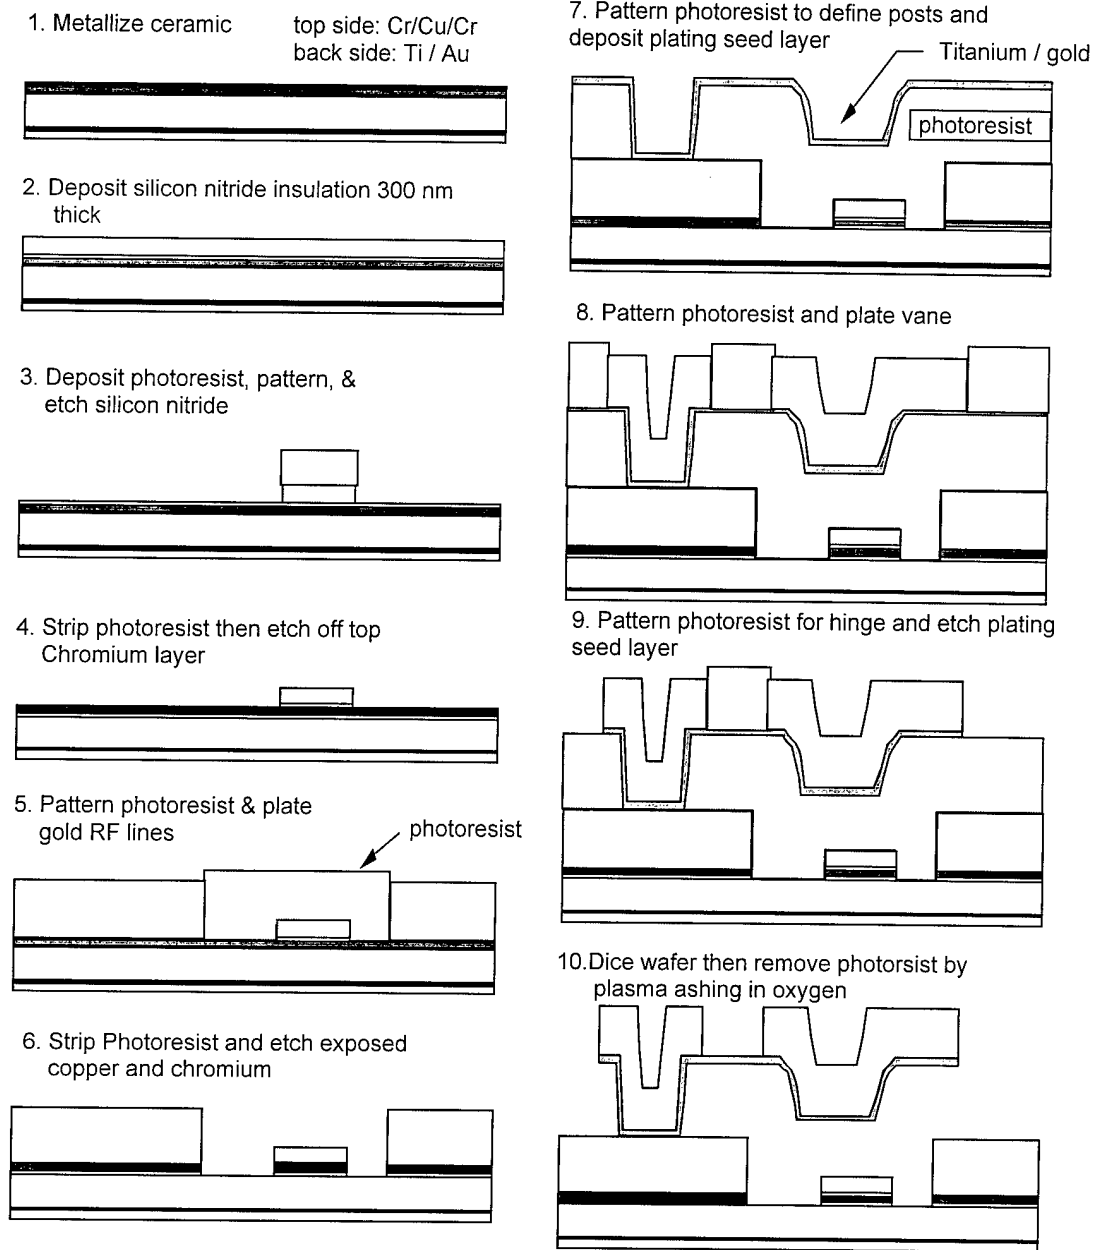 1. Metallize ceramic
top side: Cr/Cu/Cr
back side: Ti / Au
2. Deposit silicon nitride insulation 300 nm
thick
3. Deposit photoresist, pattern, &
etch silicon nitride
4. Strip photoresist then etch off top
Chromium layer
5. Pattern photoresist & plate
gold RF lines
photoresist
6. Strip Photoresist and etch exposed
copper and chromium
7. Pattern photoresist to define posts and
deposit plating seed layer
Titanium / gold
photoresist
8. Pattern photoresist and plate vane
9. Pattern photoresist for hinge and etch plating
seed layer
10.Dice wafer then remove photorsist by
plasma ashing in oxygen